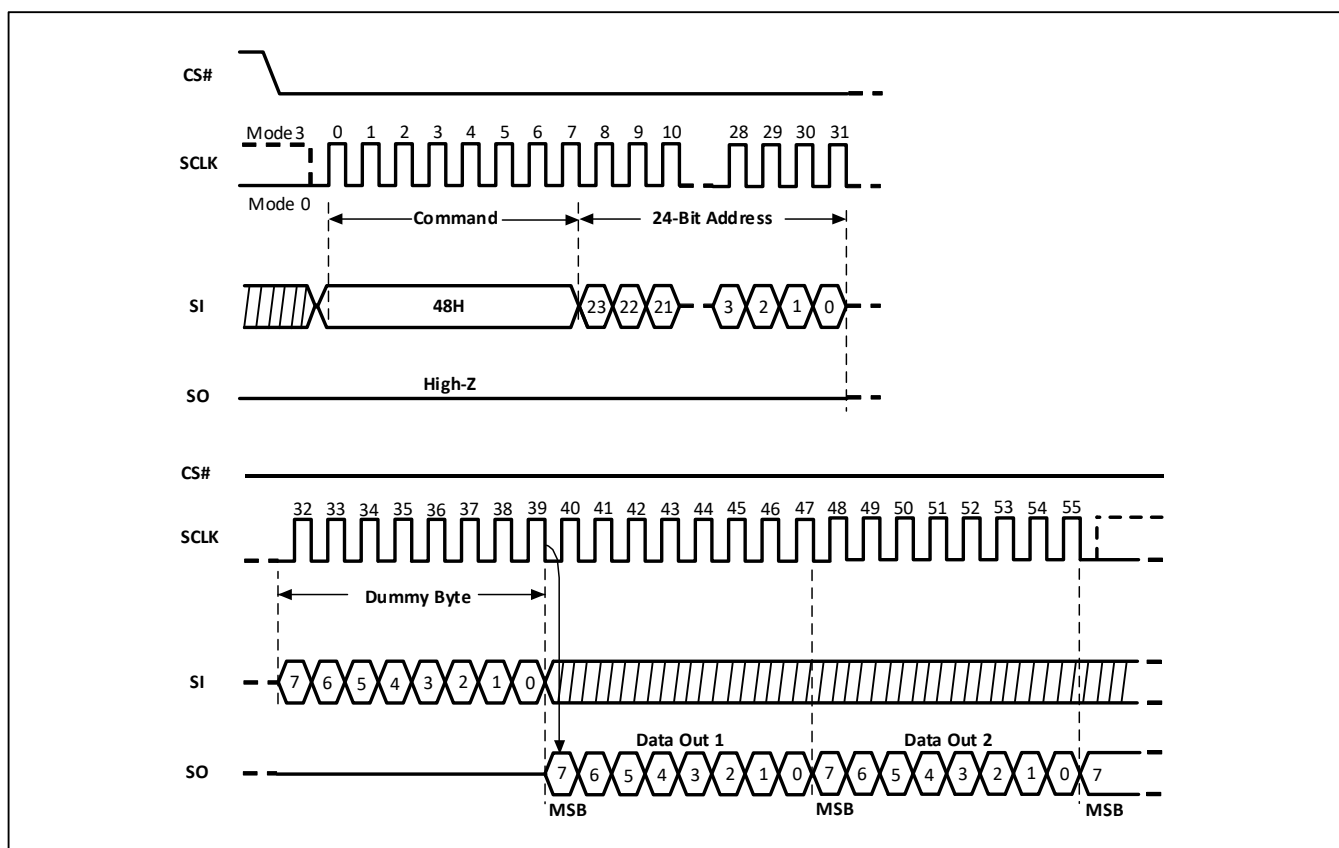 CS#
Mode 3 0 1 2 3 4 5 6 7 8 9 10 28 29 30 31
SCLK
Mode 0
Command 24-Bit Address
SI 48H 23 22 21 3 2 1 0
High-Z
SO
CS#
32 33 34 35 36 37 38 39 40 41 42 43 44 45 46 47 48 49 50 51 52 53 54 55
SCLK
Dummy Byte
SI 7 6 5 4 3 2 1 0
Data Out 1 Data Out 2
SO 7 6 5 4 3 2 1 0 7 6 5 4 3 2 1 0 7
MSB MSB MSB